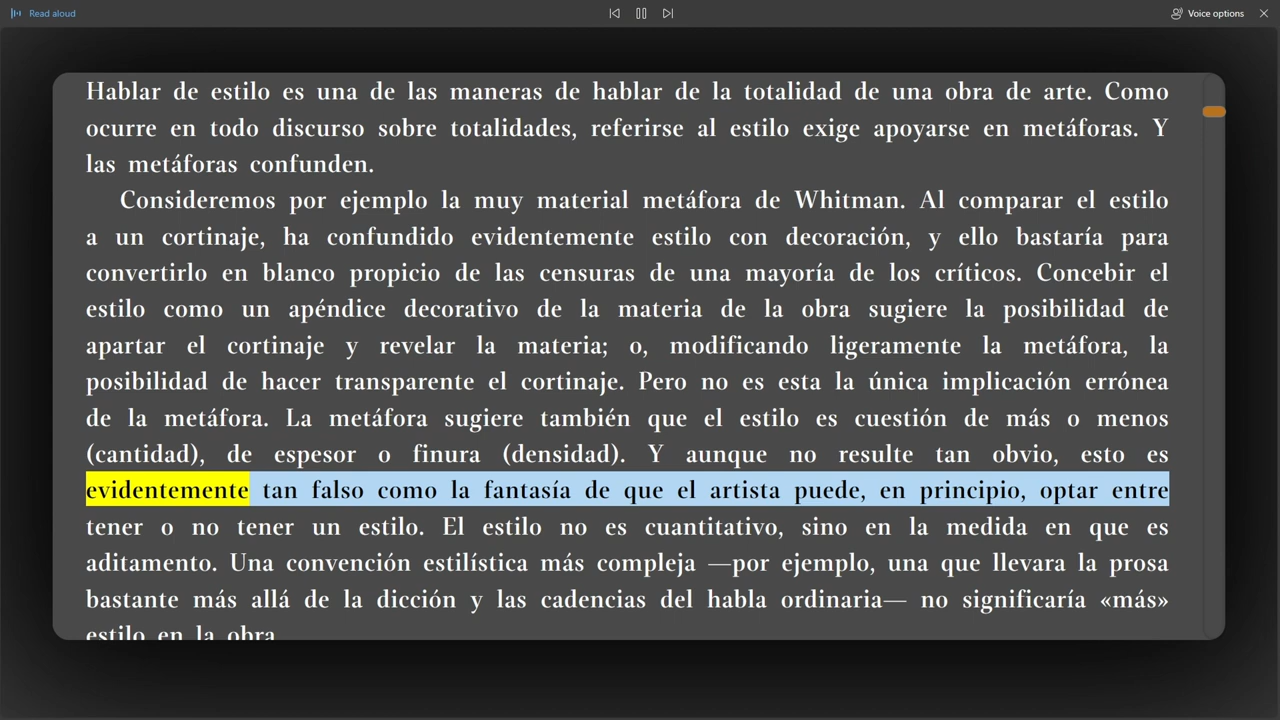 Read aloud
Voice options
Hablar de estilo es una de las maneras de hablar de la totalidad de una obra de arte. Como
ocurre en todo discurso sobre totalidades, referirse al estilo exige apoyarse en metáforas. Y
las metáforas confunden.
Consideremos por ejemplo la muy material metáfora de Whitman. Al comparar el estilo
a un cortinaje, ha confundido evidentemente estilo con decoración, y ello bastaría para
convertirlo en blanco propicio de las censuras de una mayoría de los críticos. Concebir el
estilo como un apéndice decorativo de la materia de la obra sugiere la posibilidad de
apartar el cortinaje y revelar la materia; o, modificando ligeramente la metáfora, la
posibilidad de hacer transparente el cortinaje. Pero no es esta la única implicación errónea
de la metáfora. La metáfora sugiere también que el estilo es cuestión de más o menos
(cantidad), de espesor o finura (densidad). Y aunque no resulte tan obvio, esto es
evidentemente tan falso como la fantasía de que el artista puede, en principio, optar entre
tener o no tener un estilo. El estilo no es cuantitativo, sino en la medida en que es
aditamento. Una convención estilística más compleja —por ejemplo, una que llevara la prosa
bastante más allá de la dicción y las cadencias del habla ordinaria— no significaría «más»
estilo en la obra